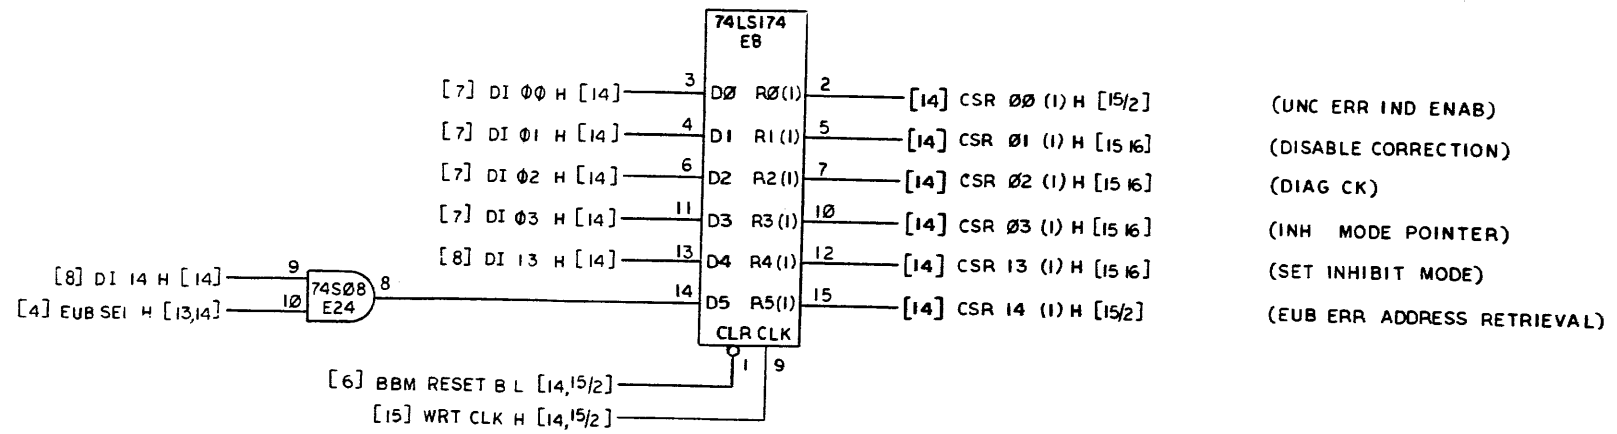 74LS174
E8
[7] DI ØØ H [14] 3 DØ RØ(1) 2 [14] CSR ØØ (1) H [15/2] (UNC ERR IND ENAB)
[7] DI Ø1 H [14] 4 D1 R1(1) 5 [14] CSR Ø1 (1) H [15 16] (DISABLE CORRECTION)
[7] DI Ø2 H [14] 6 D2 R2(1) 7 [14] CSR Ø2 (1) H [15 16] (DIAG CK)
[7] DI Ø3 H [14] 11 D3 R3(1) 1Ø [14] CSR Ø3 (1) H [15 16] (INH MODE POINTER)
[8] DI 13 H [14] 13 D4 R4(1) 12 [14] CSR 13 (1) H [15 16] (SET INHIBIT MODE)
[8] DI 14 H [14] 9
74SØ8 8
[4] EUB SEI H [13,14] 1Ø
E24
14 D5 R5(1) 15 [14] CSR 14 (1) H [15/2] (EUB ERR ADDRESS RETRIEVAL)
CLR CLK
1 9
[6] BBM RESET B L [14,15/2]
[15] WRT CLK H [14,15/2]